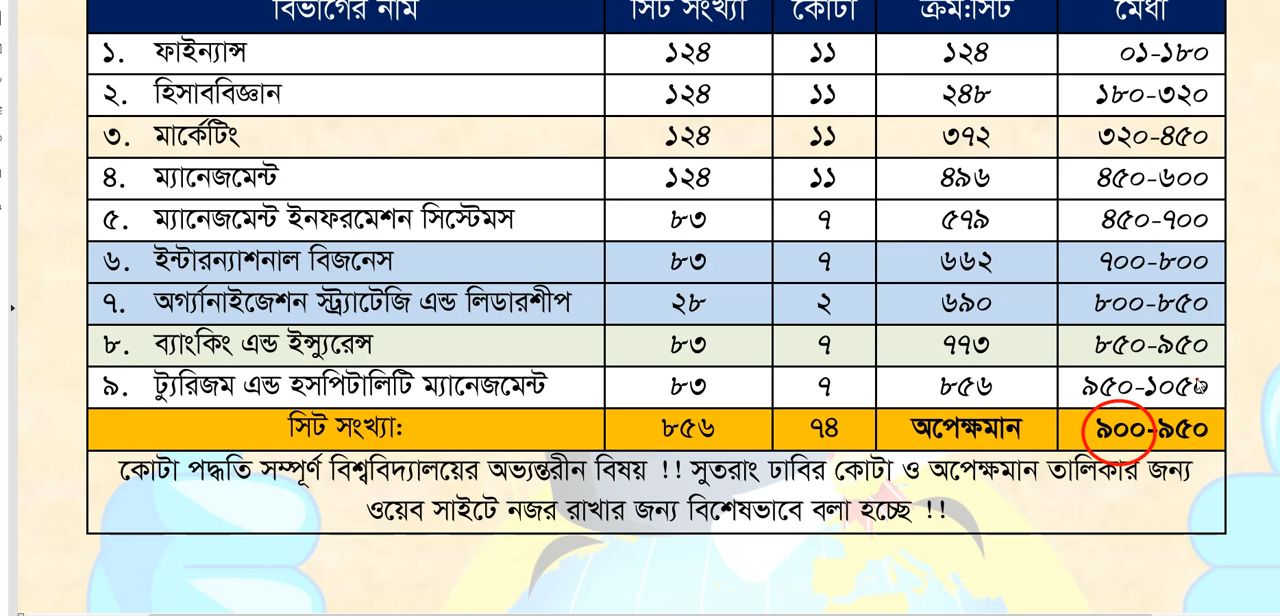 বিভাগের নাম সিট সংখ্যা কোটা ক্রম:সিট মেধা
১. ফাইন্যান্স ১২৪ ১১ ১২৪ ০১-১৮০
২. হিসাববিজ্ঞান ১২৪ ১১ ২৪৮ ১৮০-৩২০
৩. মার্কেটিং ১২৪ ১১ ৩৭২ ৩২০-৪৫০
৪. ম্যানেজমেন্ট ১২৪ ১১ ৪৯৬ ৪৫০-৬০০
৫. ম্যানেজমেন্ট ইনফরমেশন সিস্টেমস ৮৩ ৭ ৫৭৯ ৪৫০-৭০০
৬. ইন্টারন্যাশনাল বিজনেস ৮৩ ৭ ৬৬২ ৭০০-৮০০
৭. অর্গ্যানাইজেশন স্ট্র্যাটেজি এন্ড লিডারশীপ ২৮ ২ ৬৯০ ৮০০-৮৫০
৮. ব্যাংকিং এন্ড ইন্স্যুরেন্স ৮৩ ৭ ৭৭৩ ৮৫০-৯৫০
৯. ট্যুরিজম এন্ড হসপিটালিটি ম্যানেজমেন্ট ৮৩ ৭ ৮৫৬ ৯৫০-১০৫০
সিট সংখ্যা: ৮৫৬ ৭৪ অপেক্ষমান ৯০০-৯৫০
কোটা পদ্ধতি সম্পূর্ণ বিশ্ববিদ্যালয়ের অভ্যন্তরীন বিষয় !! সুতরাং ঢাবির কোটা ও অপেক্ষমান তালিকার জন্য
ওয়েব সাইটে নজর রাখার জন্য বিশেষভাবে বলা হচ্ছে !!